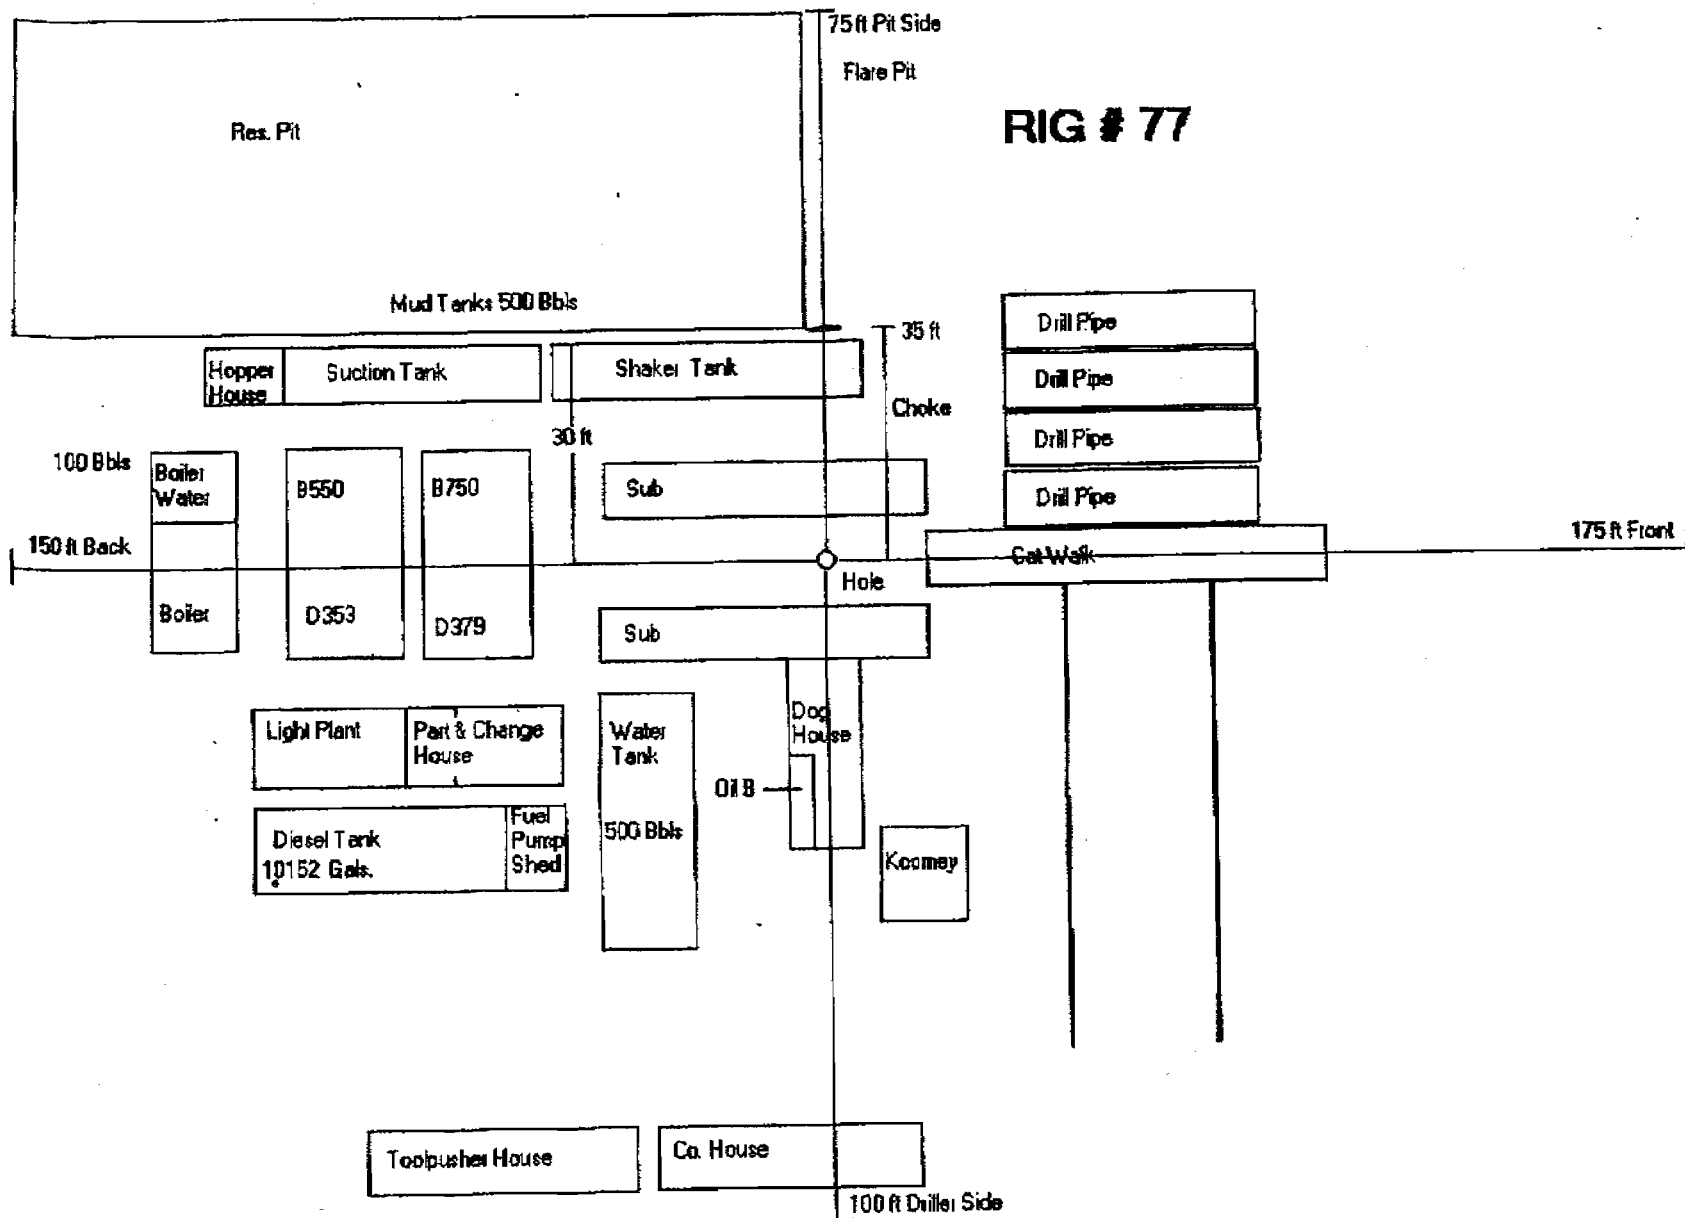 75 ft Pit Side
Flare Pit
RIG # 77
Res. Pit
Mud Tanks 500 Bbls
35 ft
Drill Pipe
Hopper
House
Suction Tank
Shaker Tank
Drill Pipe
Choke
30 ft
Drill Pipe
100 Bbls
Boiler
Water
B550
B750
Sub
Drill Pipe
150 ft Back
175 ft Front
Cat Walk
Hole
Boiler
D353
D379
Sub
Light Plant
Part & Change
House
Water
Tank
Dog
House
Oil B
500 Bbls
Diesel Tank
10152 Gals.
Fuel
Pump
Shed
Koomey
Toolpusher House
Co. House
100 ft Driller Side